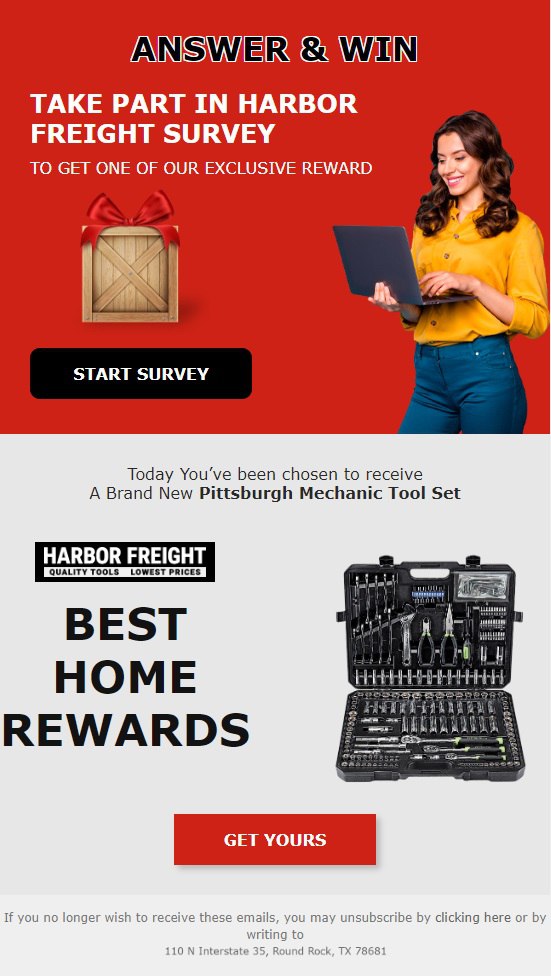 ANSWER & WIN
TAKE PART IN HARBOR
FREIGHT SURVEY
TO GET ONE OF OUR EXCLUSIVE REWARD
START SURVEY
Today You’ve been chosen to receive
A Brand New Pittsburgh Mechanic Tool Set
HARBOR FREIGHT
QUALITY TOOLS LOWEST PRICES
BEST
HOME
REWARDS
GET YOURS
If you no longer wish to receive these emails, you may unsubscribe by clicking here or by
writing to
110 N Interstate 35, Round Rock, TX 78681